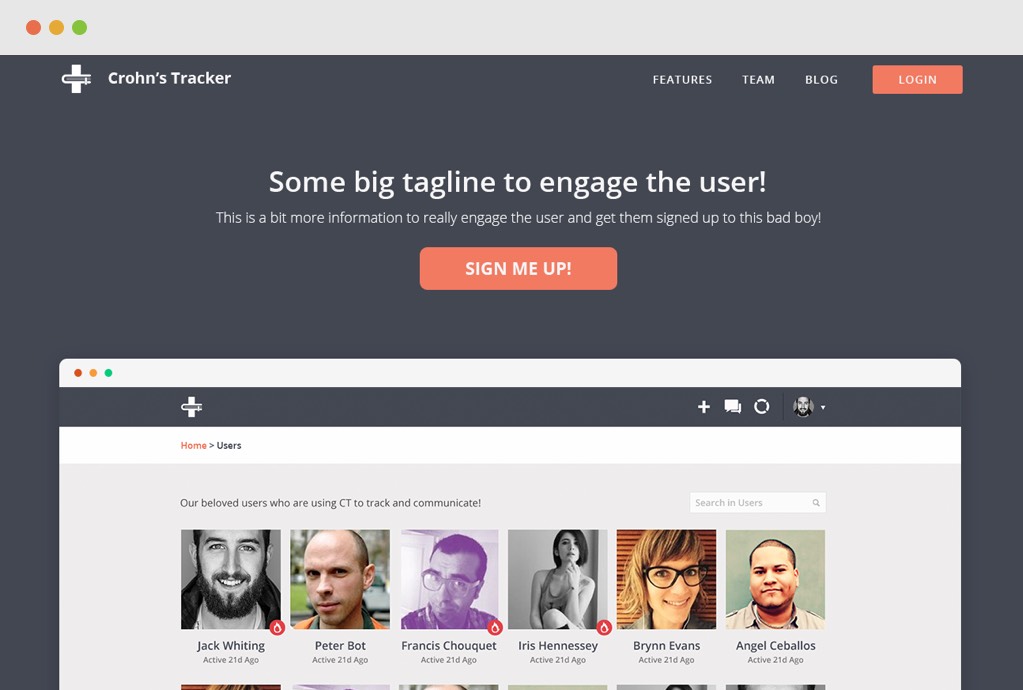 Crohn's Tracker
FEATURES TEAM BLOG LOGIN
Some big tagline to engage the user!
This is a bit more information to really engage the user and get them signed up to this bad boy!
SIGN ME UP!
Home > Users
Our beloved users who are using CT to track and communicate!
Search in Users
Jack Whiting Peter Bot Francis Chouquet Iris Hennessey Brynn Evans Angel Ceballos
Active 21d Ago Active 21d Ago Active 21d Ago Active 21d Ago Active 21d Ago Active 21d Ago